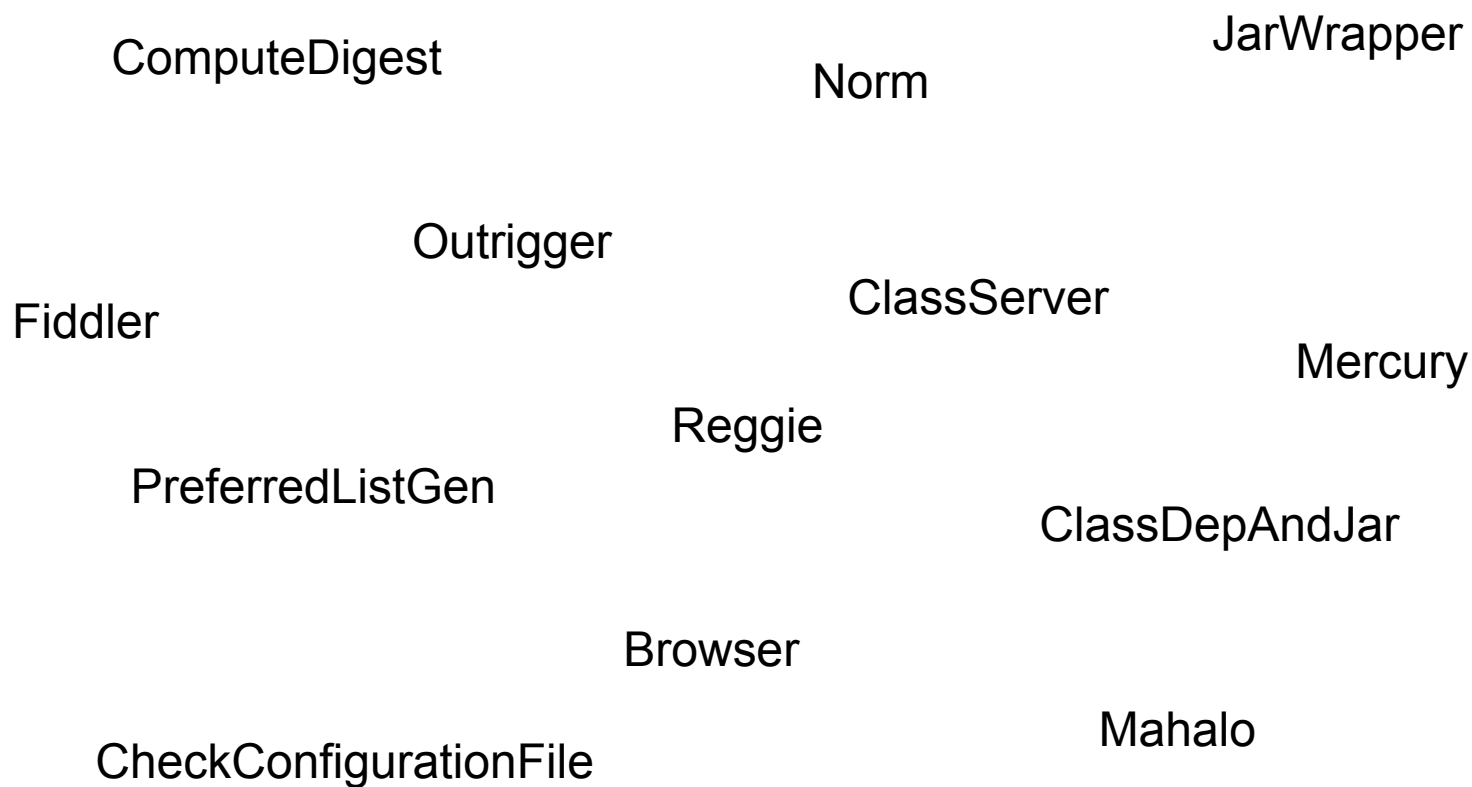 JarWrapper
ComputeDigest
Norm
Outrigger
ClassServer
Fiddler
Mercury
Reggie
PreferredListGen
ClassDepAndJar
Browser
Mahalo
CheckConfigurationFile